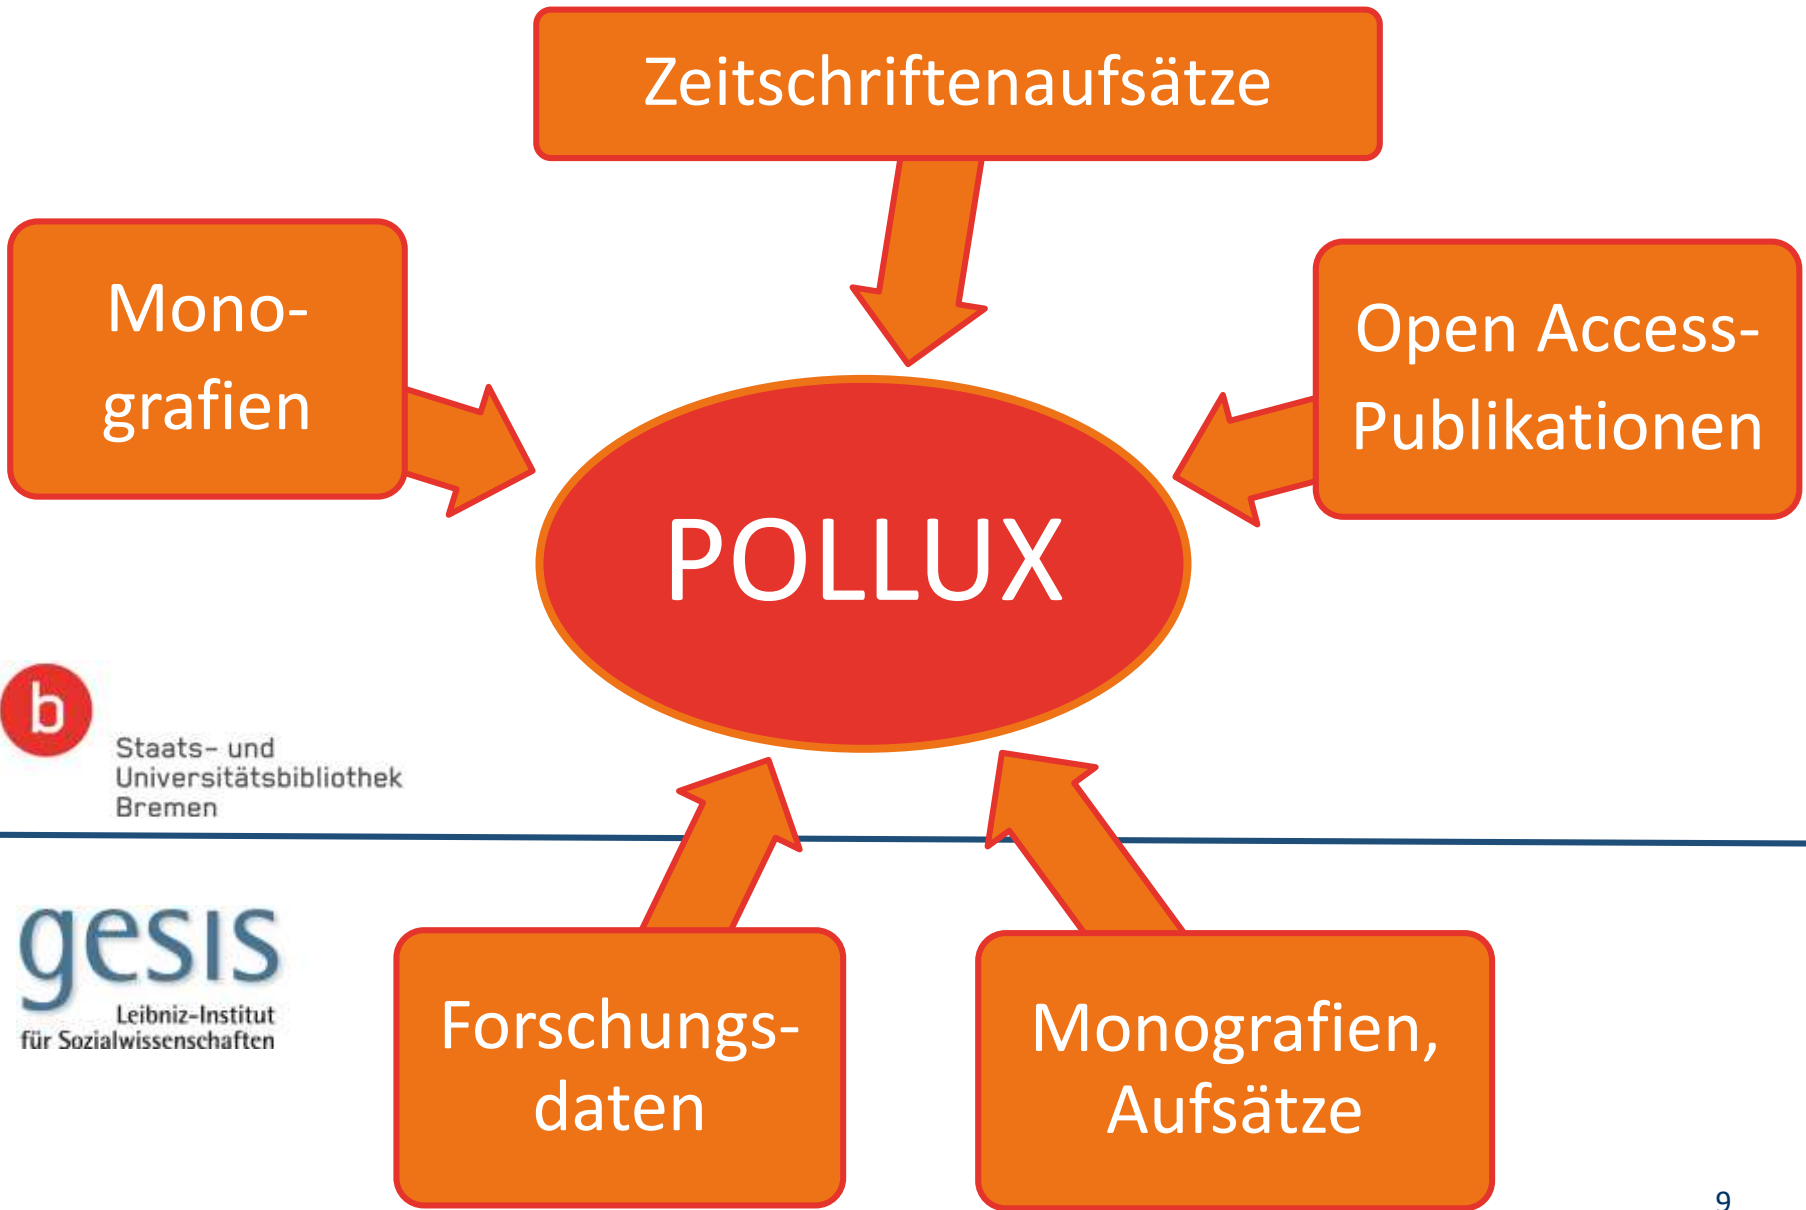 Zeitschriftenaufsätze
Mono-
grafien
Open Access-
Publikationen
POLLUX
b
Staats- und
Universitätsbibliothek
Bremen
gesis
Leibniz-Institut
für Sozialwissenschaften
Forschungs-
daten
Monografien,
Aufsätze
9